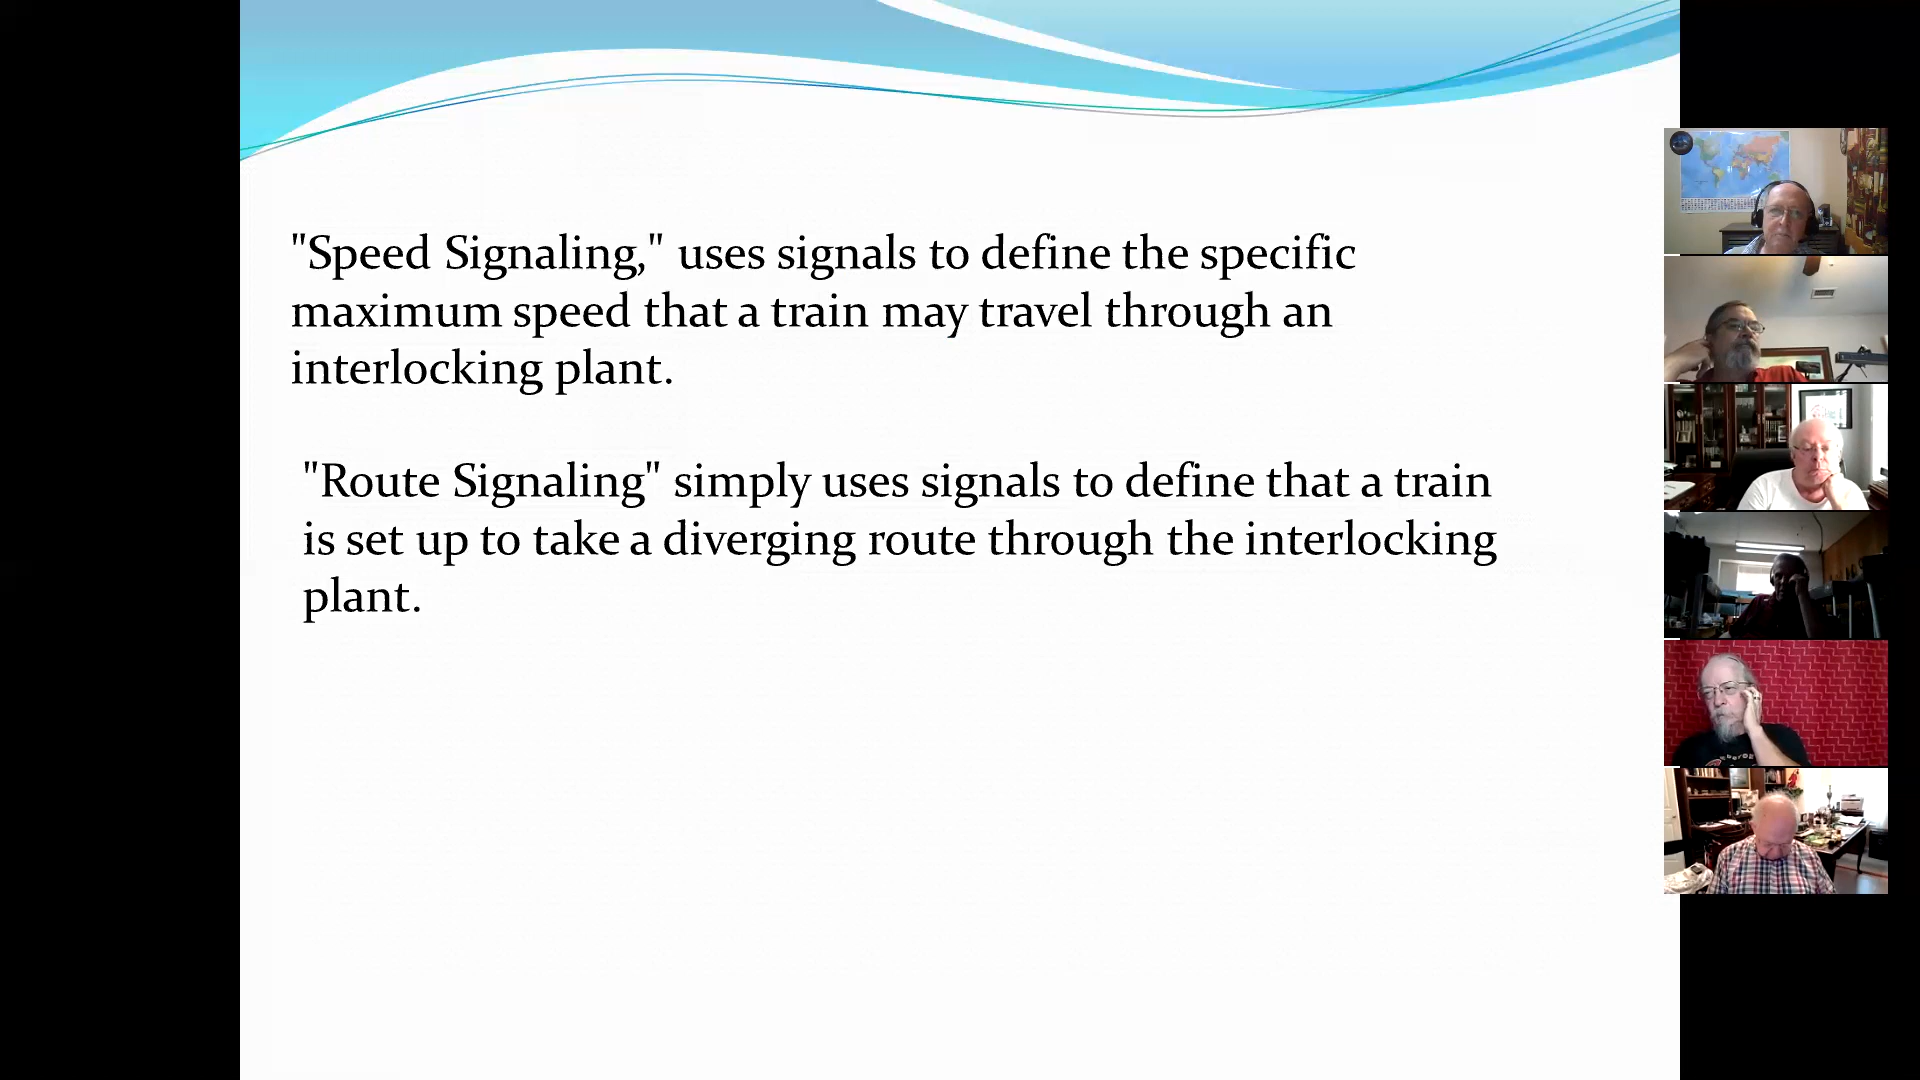 "Speed Signaling," uses signals to define the specific
maximum speed that a train may travel through an
interlocking plant.
"Route Signaling" simply uses signals to define that a train
is set up to take a diverging route through the interlocking
plant.